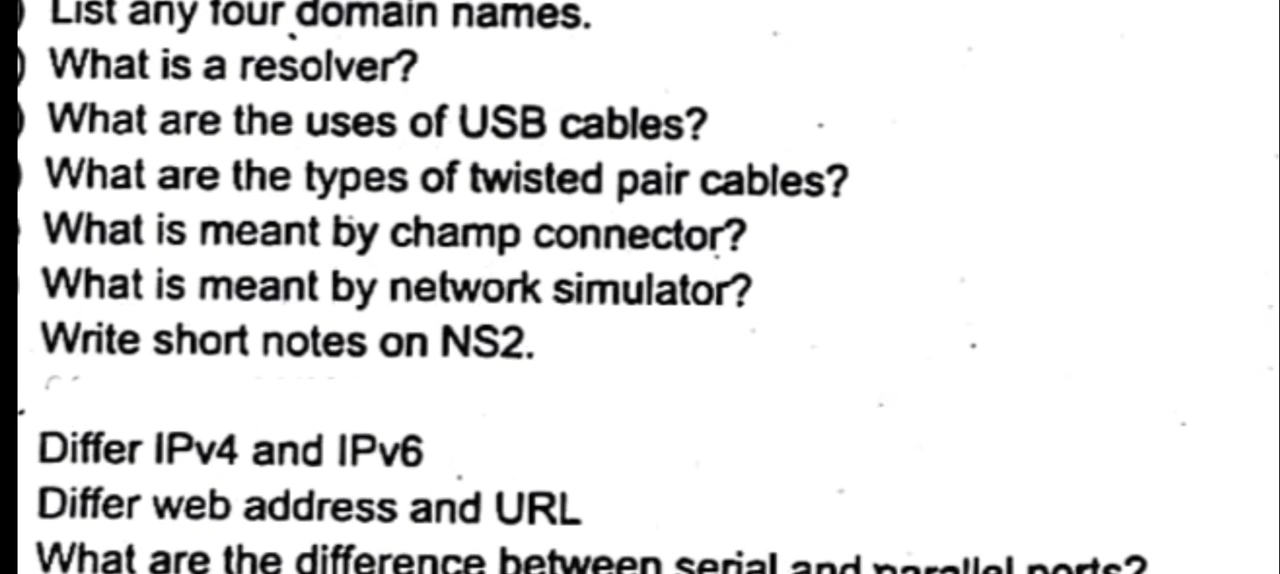 List any four domain names.
What is a resolver?
What are the uses of USB cables?
What are the types of twisted pair cables?
What is meant by champ connector?
What is meant by network simulator?
Write short notes on NS2.
Differ IPv4 and IPv6
Differ web address and URL
What are the difference between serial and parallel ports?